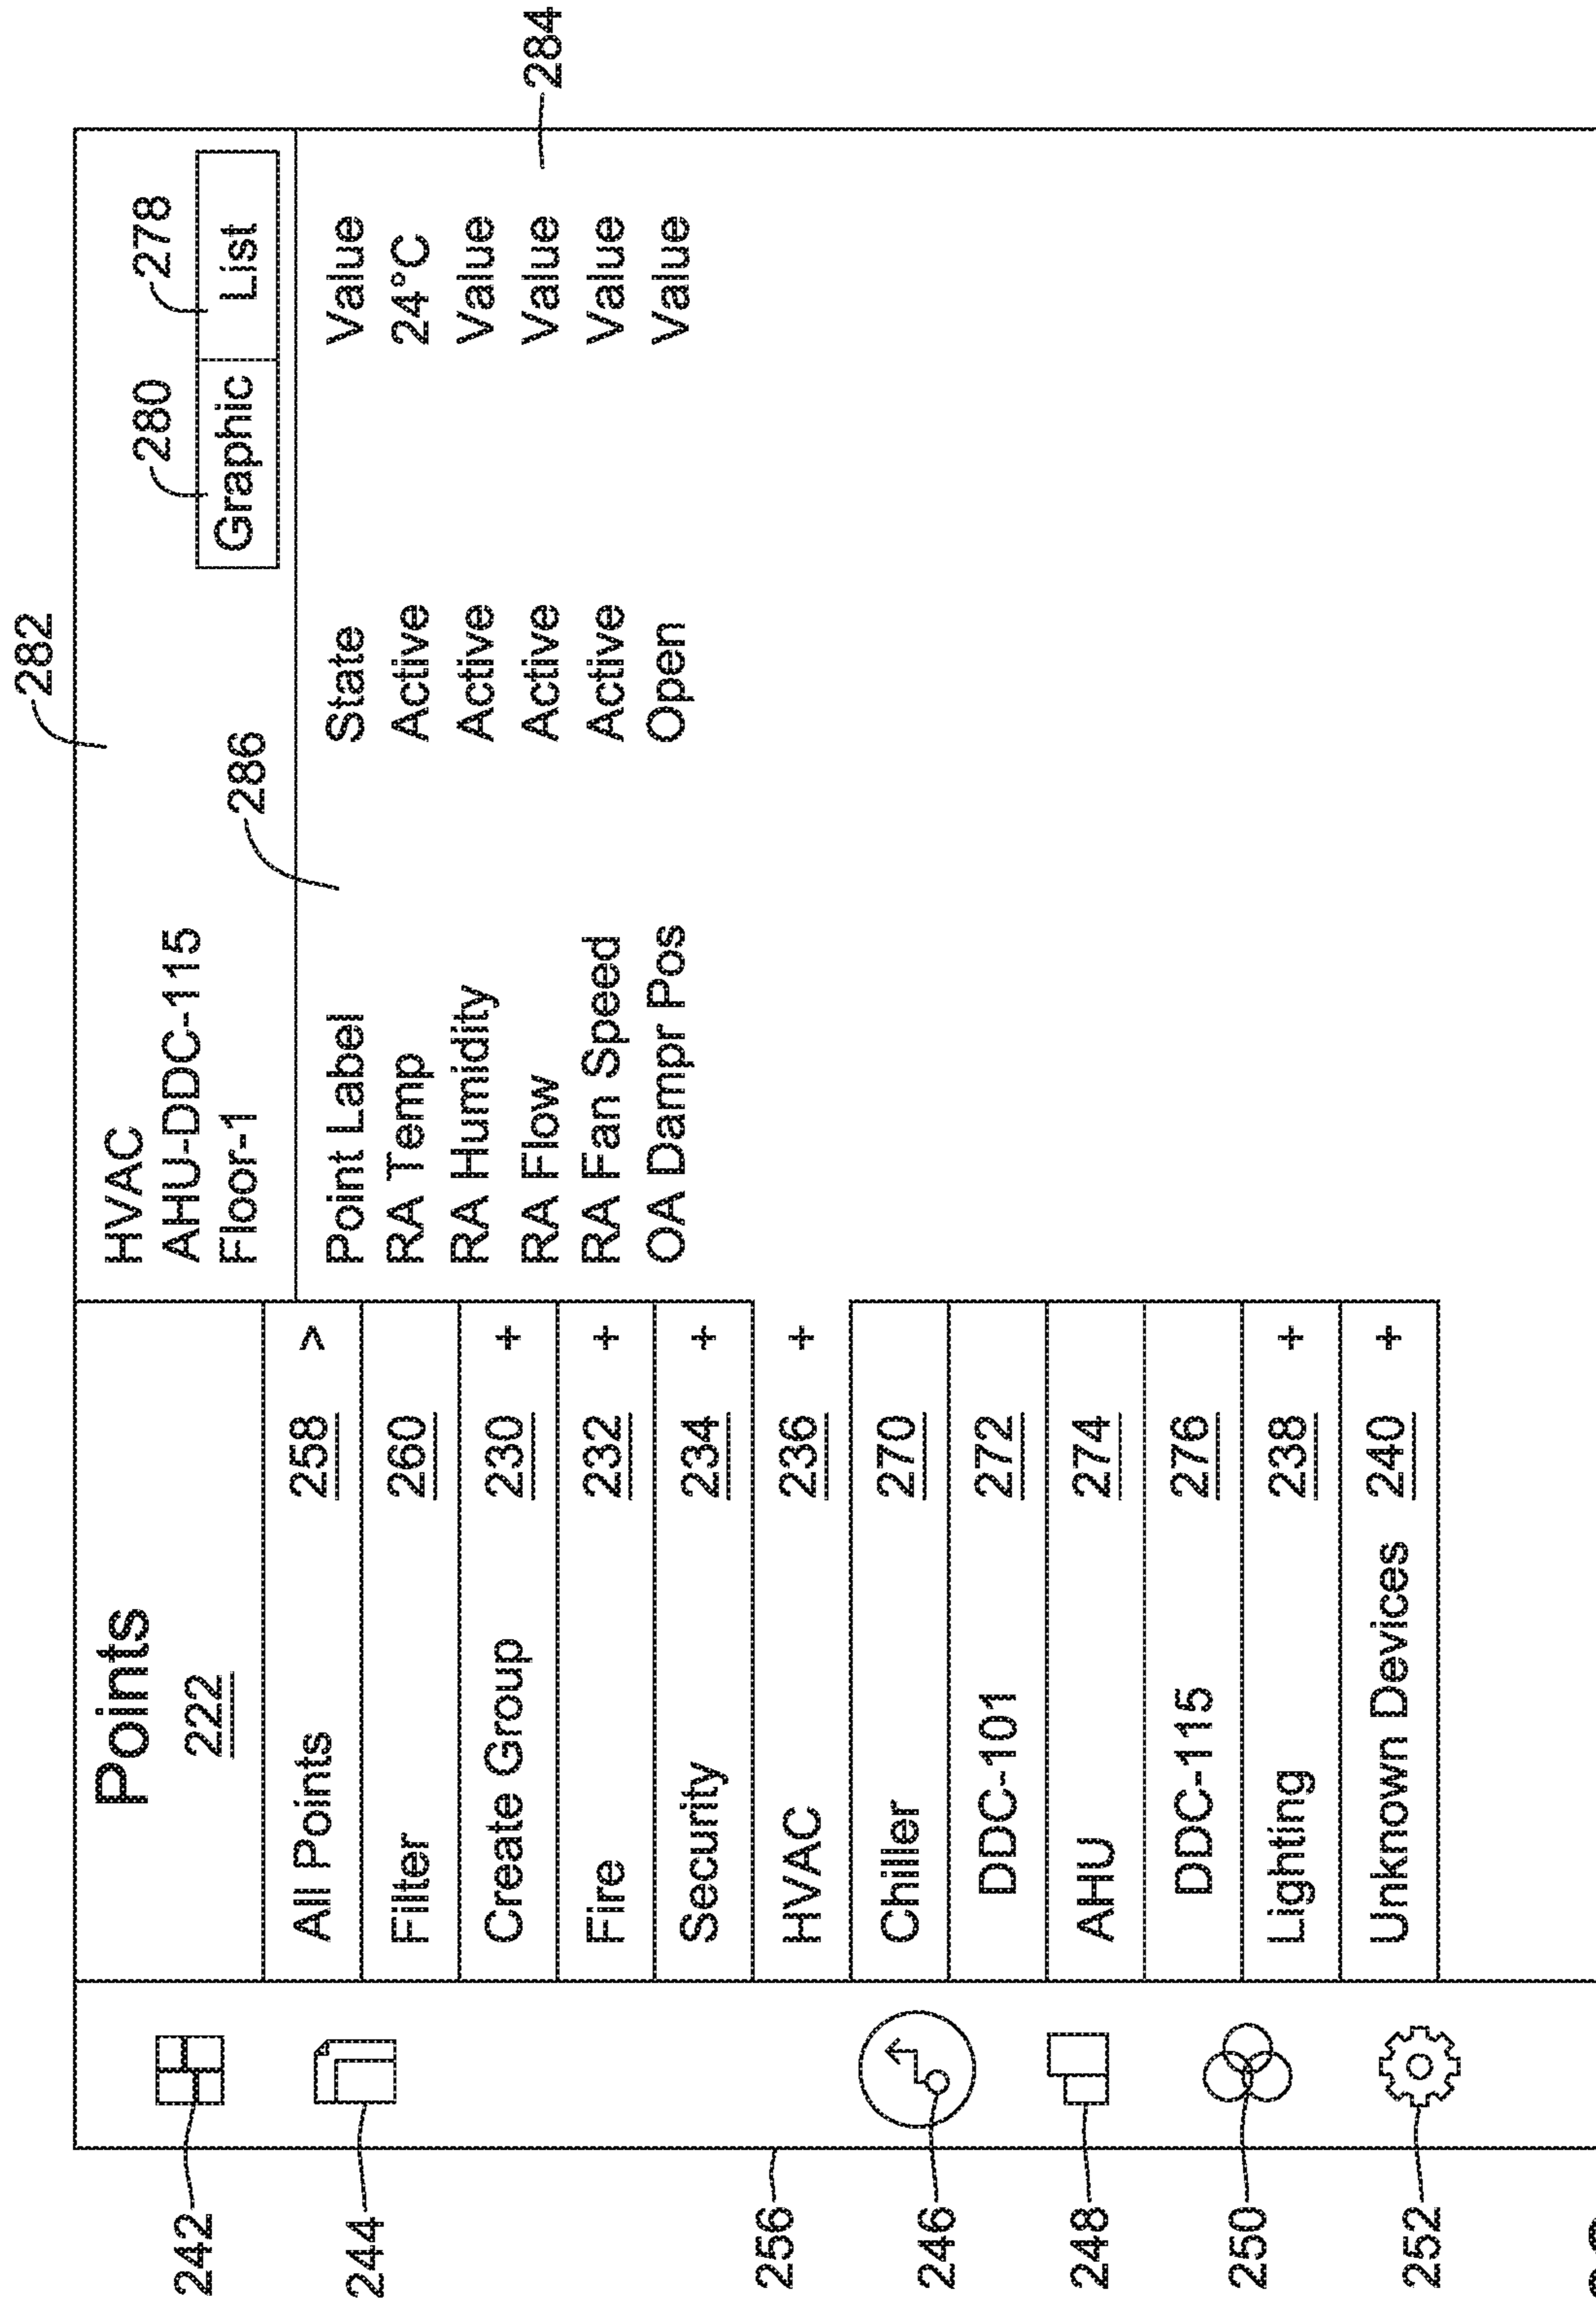 282
280
278
HVAC
AHU-DDC-115
Floor-1
Graphic
List
286
284
Point Label State Value
RA Temp Active 24°C
RA Humidity Active Value
RA Flow Active Value
RA Fan Speed Active Value
OA Dampr Pos Open Value
Points
222
All Points 258 >
Filter 260
Create Group 230 +
Fire 232 +
Security 234 +
HVAC 236 +
Chiller 270
DDC-101 272
AHU 274
DDC-115 276
Lighting 238 +
Unknown Devices 240 +
242
244
256
246
248
250
252